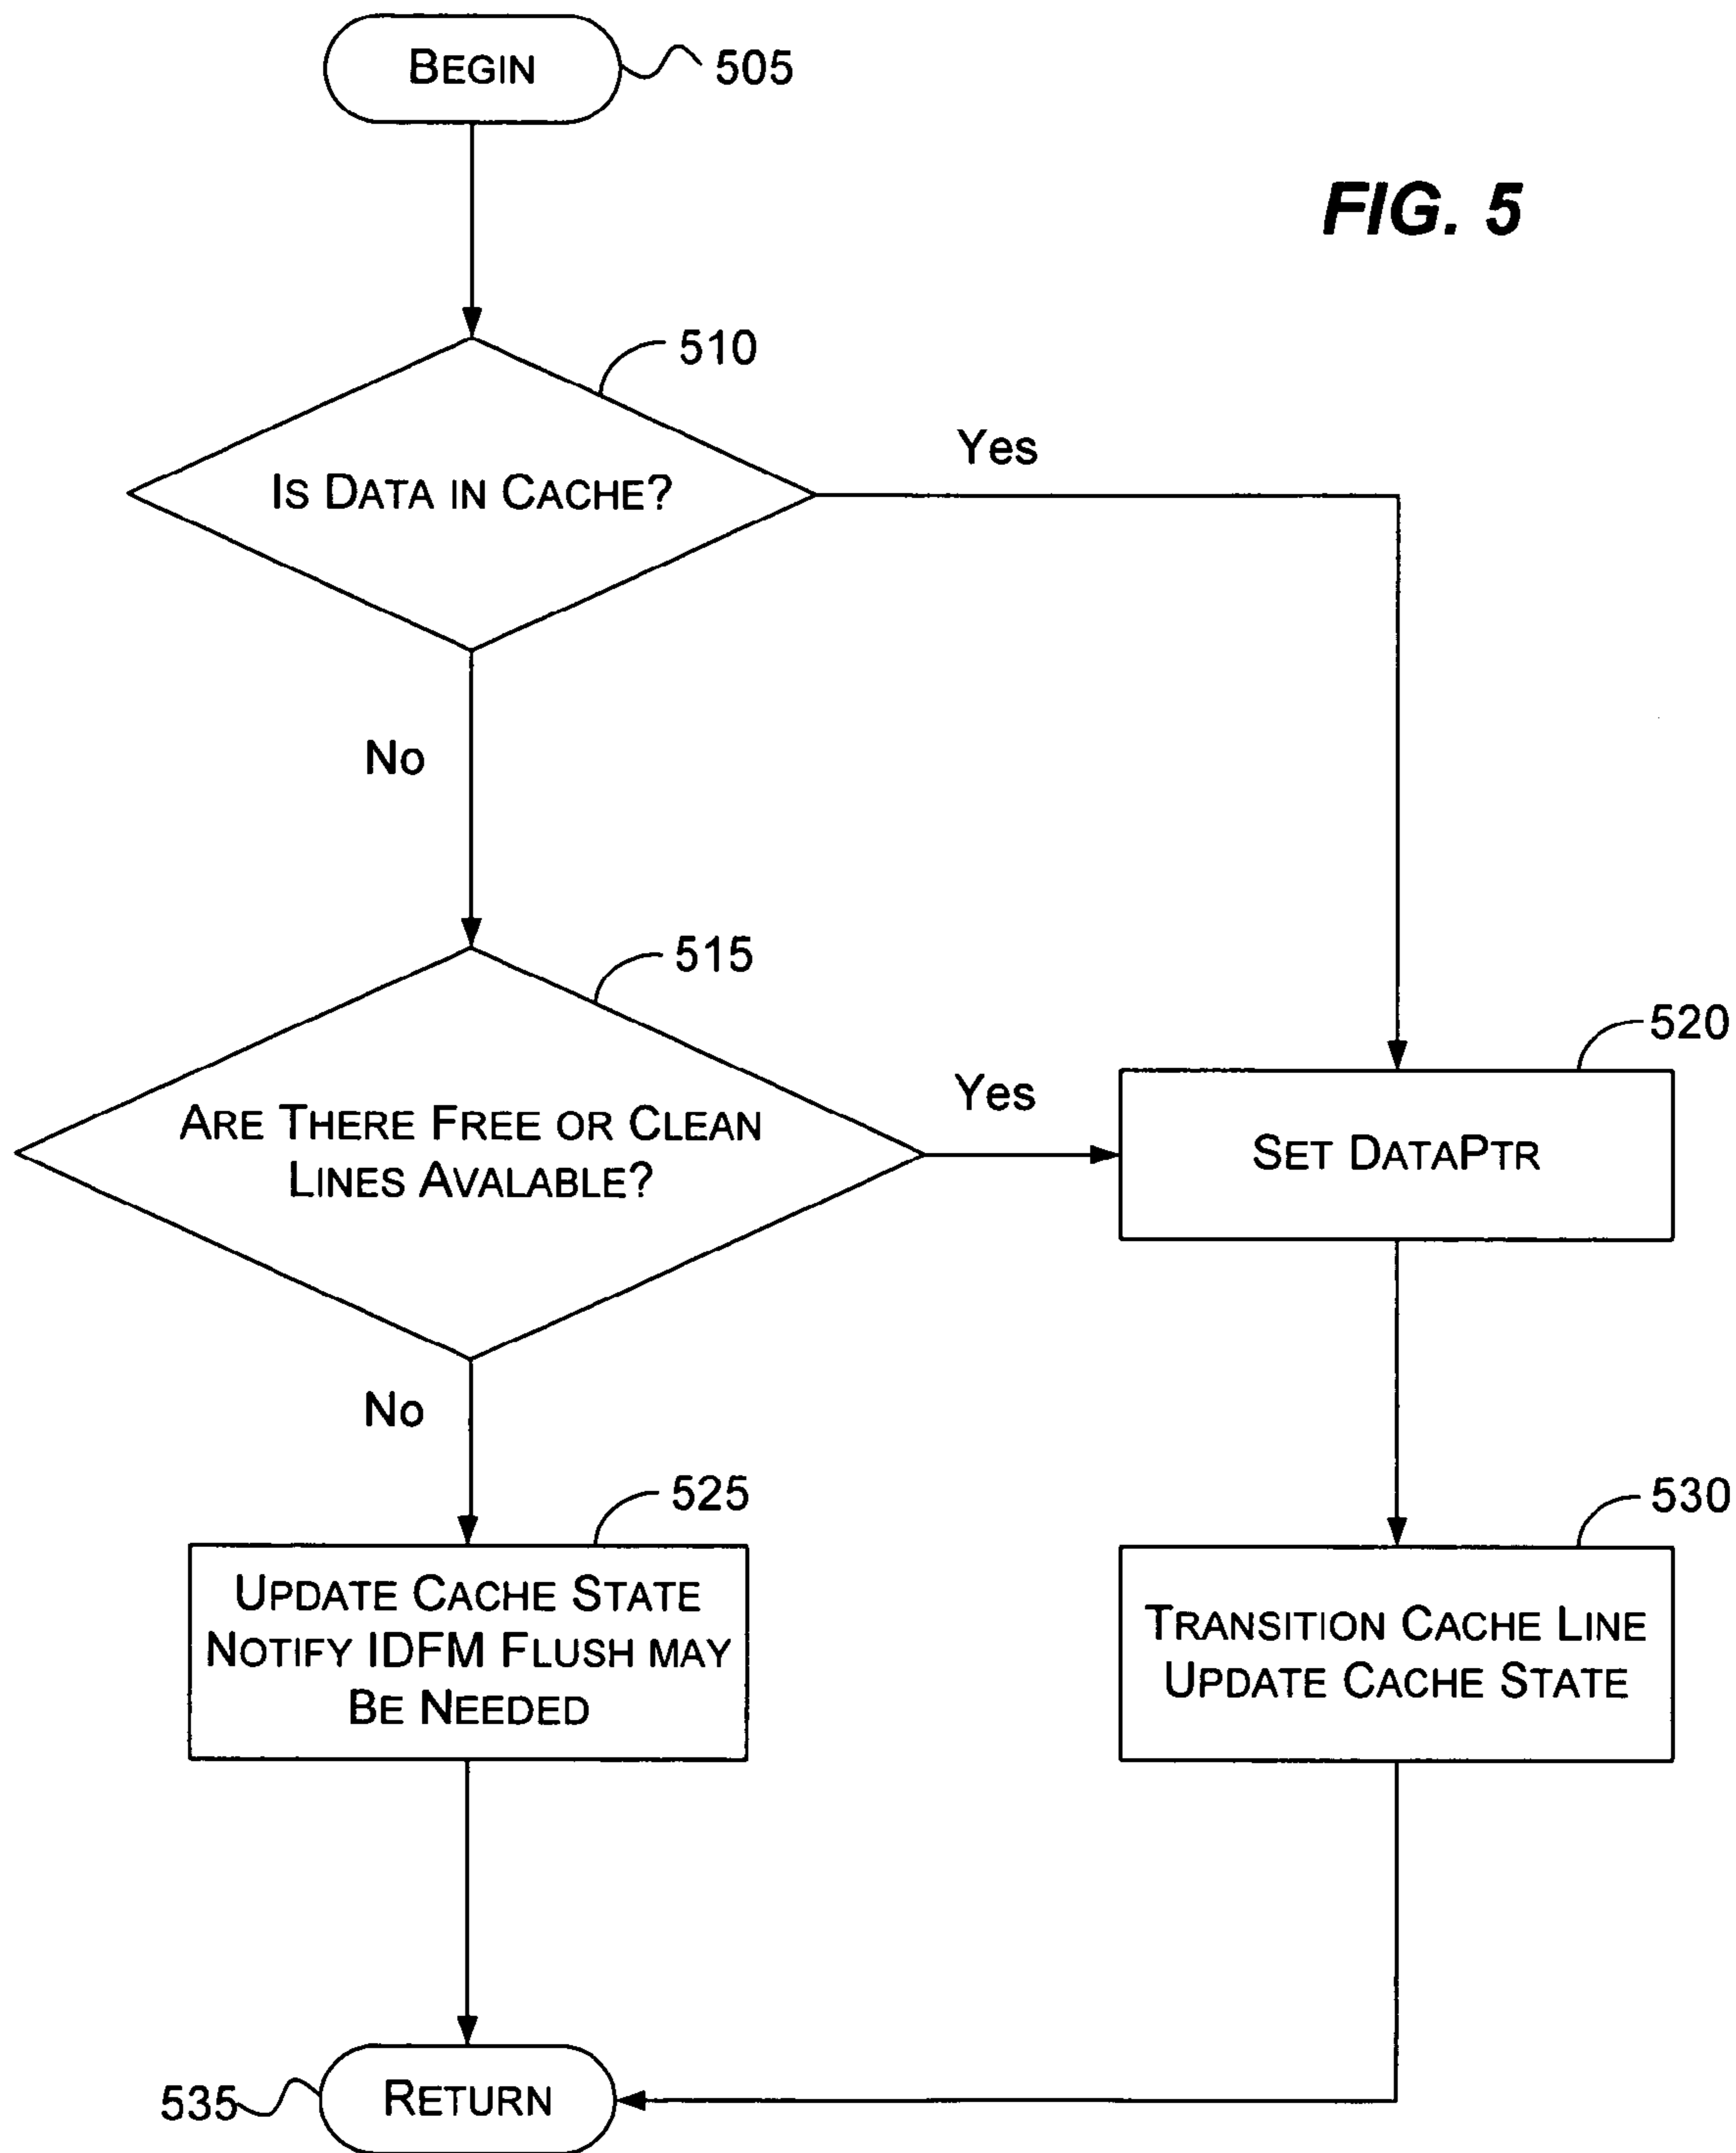 BEGIN
505
FIG. 5
510
IS DATA IN CACHE?
Yes
No
515
ARE THERE FREE OR CLEAN
LINES AVALABLE?
Yes
520
SET DATAPTR
No
525
UPDATE CACHE STATE
NOTIFY IDFM FLUSH MAY
BE NEEDED
530
TRANSITION CACHE LINE
UPDATE CACHE STATE
535
RETURN